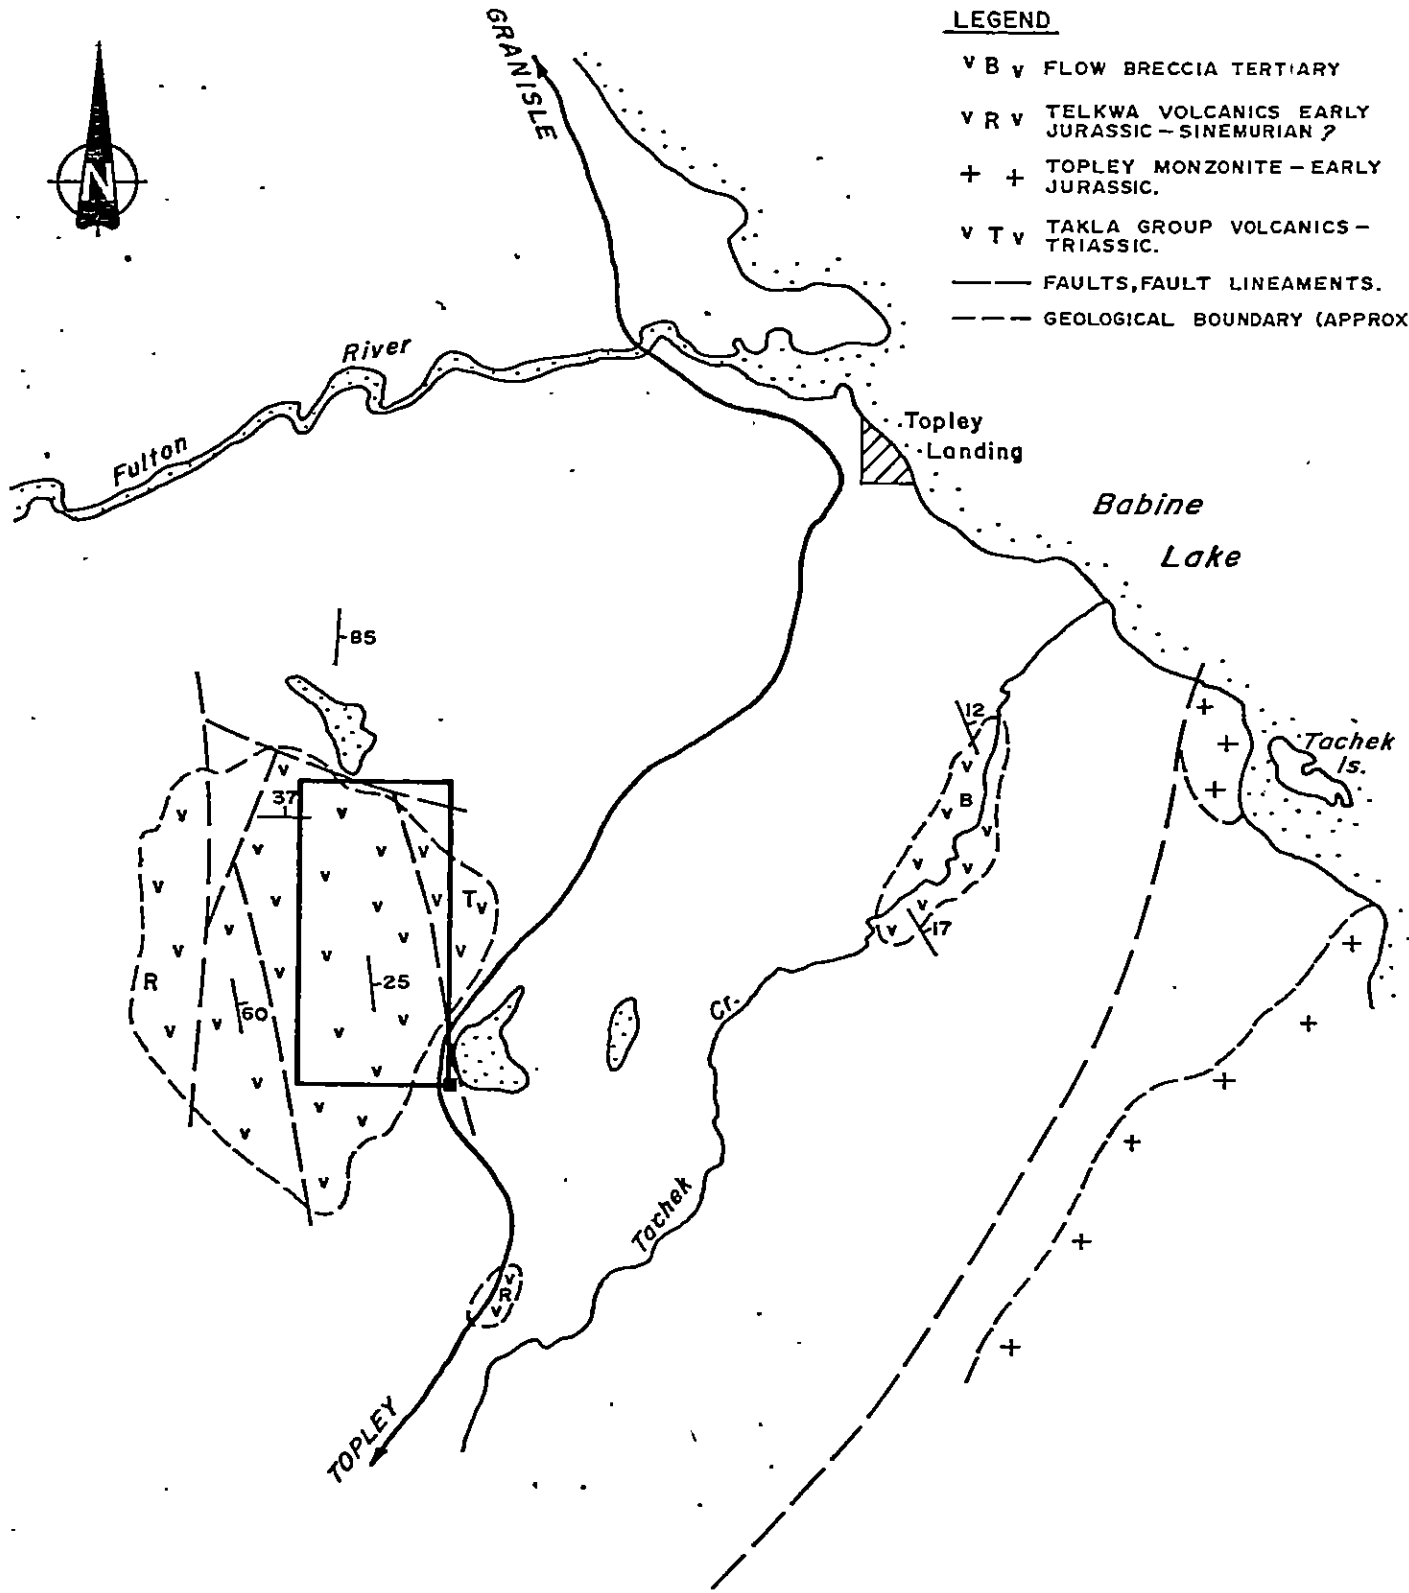 LEGEND
v B v FLOW BRECCIA TERTIARY
v R v TELKWA VOLCANICS EARLY
JURASSIC – SINEMURIAN ?
+ + TOPLEY MONZONITE – EARLY
JURASSIC.
v T v TAKLA GROUP VOLCANICS –
TRIASSIC.
FAULTS, FAULT LINEAMENTS.
GEOLOGICAL BOUNDARY (APPROX
GRANISLE
N
River
Fulton
Topley
Landing
Babine
Lake
85
12
Tachek
Is.
37
B
T
17
R
25
60
Cr.
Tachek
R
TOPLEY